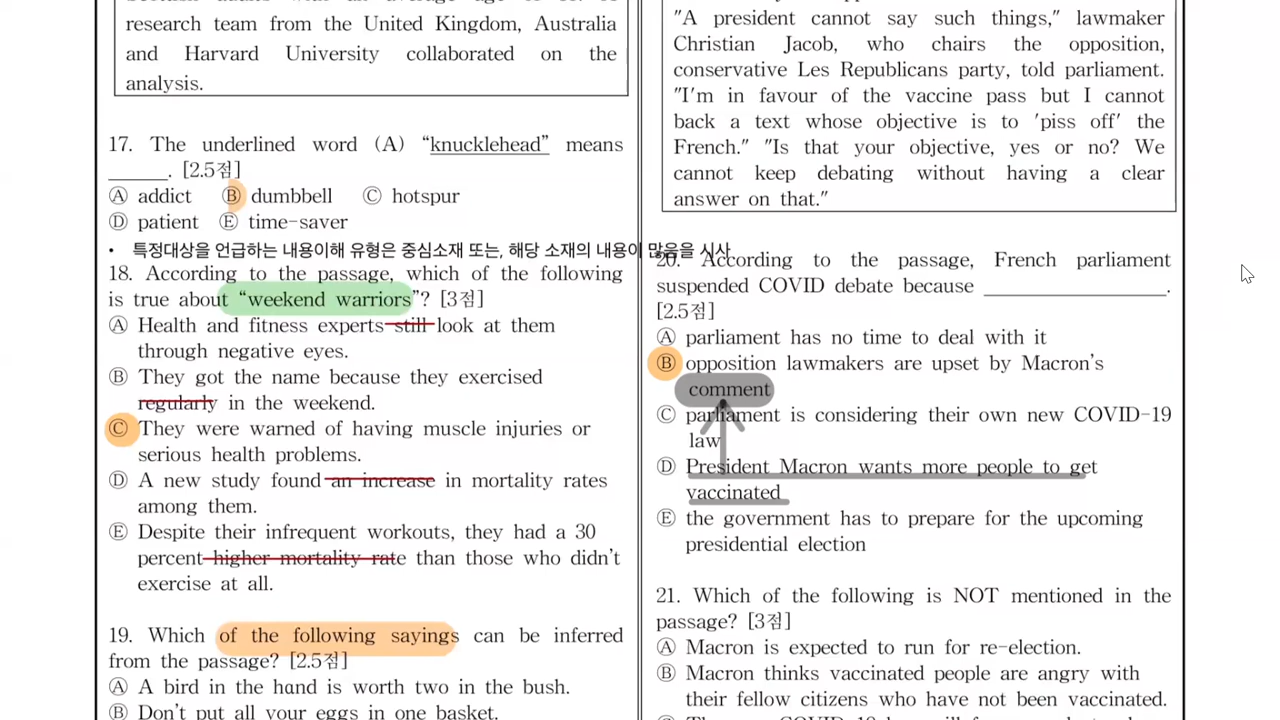 research team from the United Kingdom, Australia
and Harvard University collaborated on the
analysis.
17. The underlined word (A) “knucklehead” means
______. [2.5점]
Ⓐ addict Ⓑ dumbbell Ⓒ hotspur
Ⓓ patient Ⓔ time-saver
• 특정대상을 언급하는 내용이해 유형은 중심소재 또는, 해당 소재의 내용이 많음을 시사
18. According to the passage, which of the following
is true about “weekend warriors”? [3점]
Ⓐ Health and fitness experts still look at them
through negative eyes.
Ⓑ They got the name because they exercised
regularly in the weekend.
Ⓒ They were warned of having muscle injuries or
serious health problems.
Ⓓ A new study found an increase in mortality rates
among them.
Ⓔ Despite their infrequent workouts, they had a 30
percent higher mortality rate than those who didn’t
exercise at all.
19. Which of the following sayings can be inferred
from the passage? [2.5점]
Ⓐ A bird in the hand is worth two in the bush.
Ⓑ Don’t put all your eggs in one basket.
"A president cannot say such things," lawmaker
Christian Jacob, who chairs the opposition,
conservative Les Republicans party, told parliament.
"I'm in favour of the vaccine pass but I cannot
back a text whose objective is to 'piss off' the
French." "Is that your objective, yes or no? We
cannot keep debating without having a clear
answer on that."
20. According to the passage, French parliament
suspended COVID debate because ________________.
[2.5점]
Ⓐ parliament has no time to deal with it
Ⓑ opposition lawmakers are upset by Macron’s
comment
Ⓒ parliament is considering their own new COVID-19
law
Ⓓ President Macron wants more people to get
vaccinated
Ⓔ the government has to prepare for the upcoming
presidential election
21. Which of the following is NOT mentioned in the
passage? [3점]
Ⓐ Macron is expected to run for re-election.
Ⓑ Macron thinks vaccinated people are angry with
their fellow citizens who have not been vaccinated.